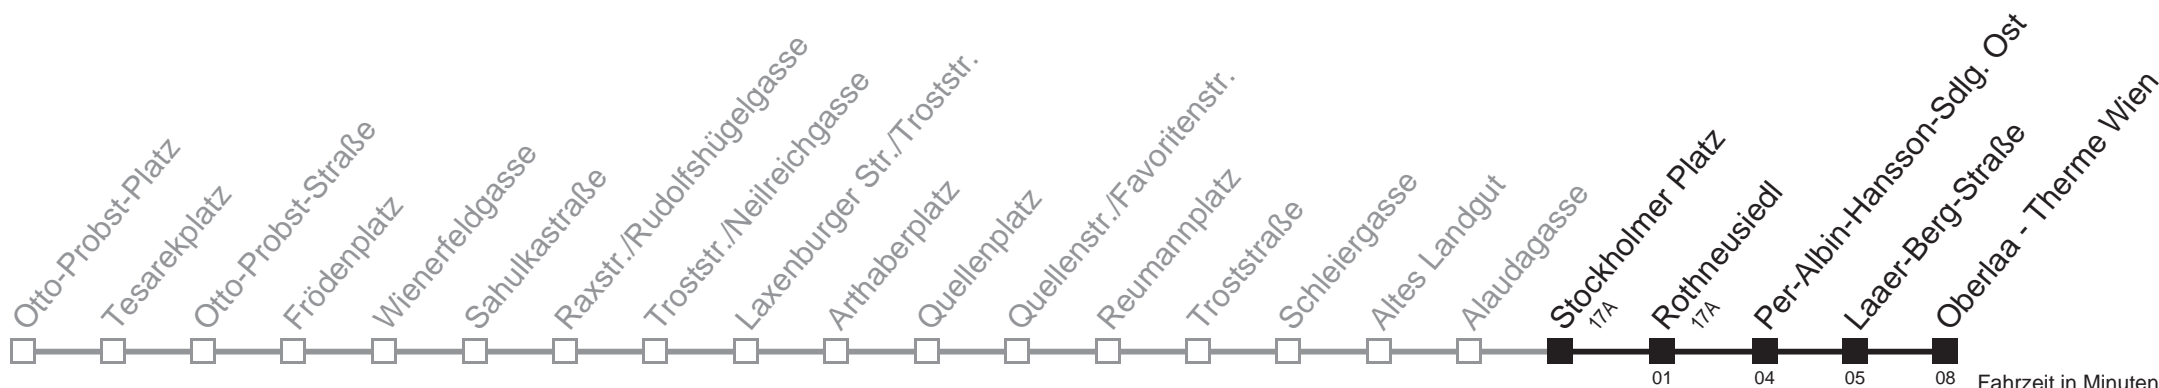 Otto-Probst-Platz
Tesarekplatz
Otto-Probst-Straße
Frödenplatz
Wienerfeldgasse
Sahulkastraße
Raxstr./Rudolfshügelgasse
Troststr./Neilreichgasse
Laxenburger Str./Troststr.
Arthaberplatz
Quellenplatz
Quellenstr./Favoritenstr.
Reumannplatz
Troststraße
Schleiergasse
Altes Landgut
Alaudagasse
Stockholmer Platz
17A
Rothneusiedl
17A
Per-Albin-Hansson-Sdlg. Ost
Laaer-Berg-Straße
Oberlaa - Therme Wien
01 04 05 08 Fahrzeit in Minuten